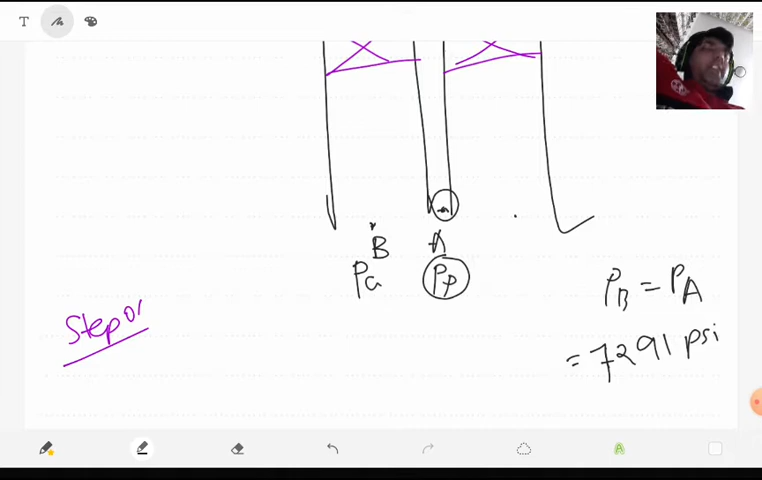 T
B
A
Pa
Pp
PB = PA
= 7291 psi
Step 01
A